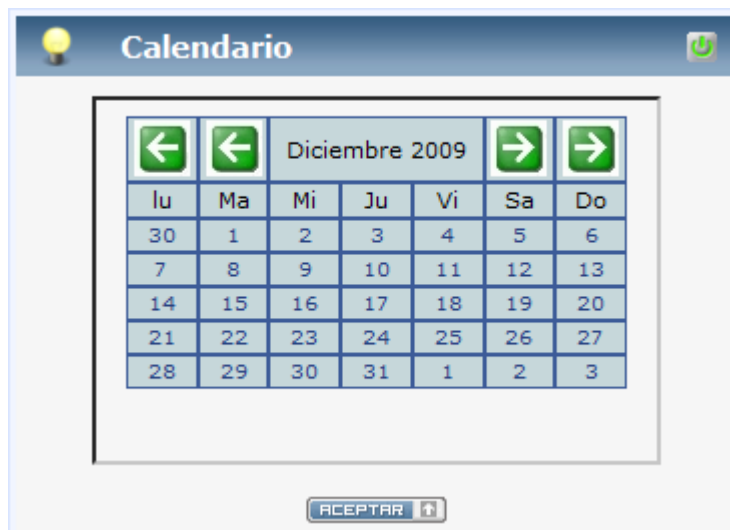 Calendario
Diciembre 2009
lu Ma Mi Ju Vi Sa Do
30 1 2 3 4 5 6
7 8 9 10 11 12 13
14 15 16 17 18 19 20
21 22 23 24 25 26 27
28 29 30 31 1 2 3
ACEPTAR